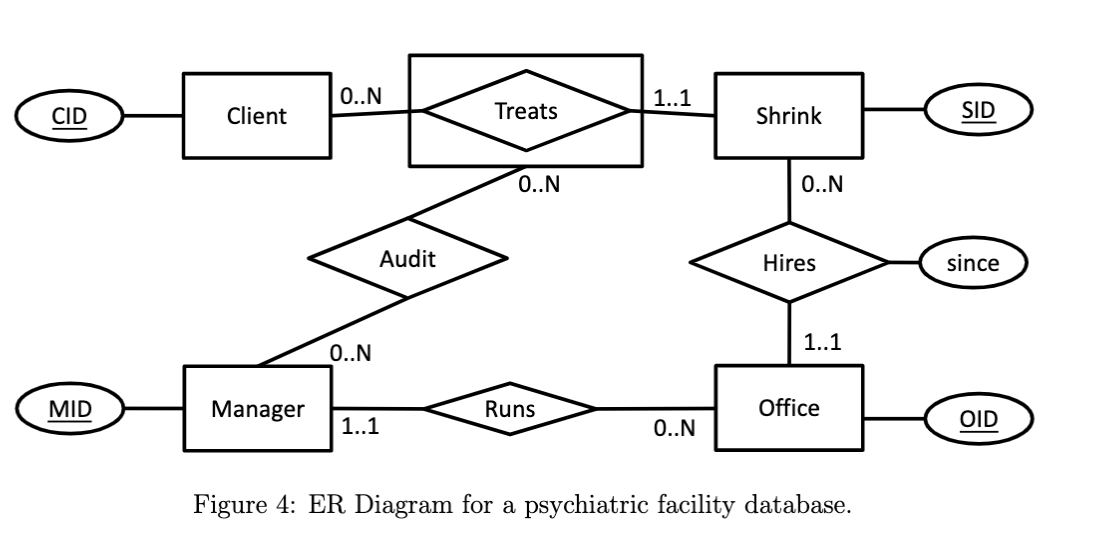 0..N
1..1
CID
Client
Treats
Shrink
SID
0..N
0..N
Audit
Hires
since
0..N
1..1
MID
Manager
Runs
Office
OID
1..1
0..N
Figure 4: ER Diagram for a psychiatric facility database.